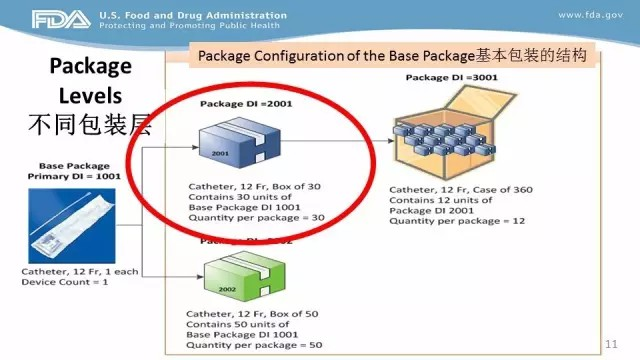 FDA
U.S. Food and Drug Administration
Protecting and Promoting Public Health
www.fda.gov
Package Configuration of the Base Package基本包装的结构
Package
Levels
不同包装层
Base Package
Primary DI = 1001
Catheter, 12 Fr, 1 each
Device Count = 1
Package DI =2001
2001
Catheter, 12 Fr, Box of 30
Contains 30 units of
Base Package DI 1001
Quantity per package = 30
Package DI =3001
Catheter, 12 Fr, Case of 360
Contains 12 units of
Package DI 2001
Quantity per package = 12
Package
2002
Catheter, 12 Fr, Box of 50
Contains 50 units of
Base Package DI 1001
Quantity per package = 50
11